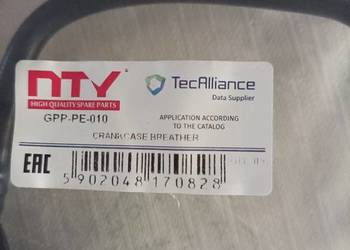 NTY
HIGH QUALITY SPARE PARTS
TecAlliance
Data Supplier
GPP-PE-010
APPLICATION ACCORDING
TO THE CATALOG
CRANKCASE BREATHER
EAC
5 902048 170828